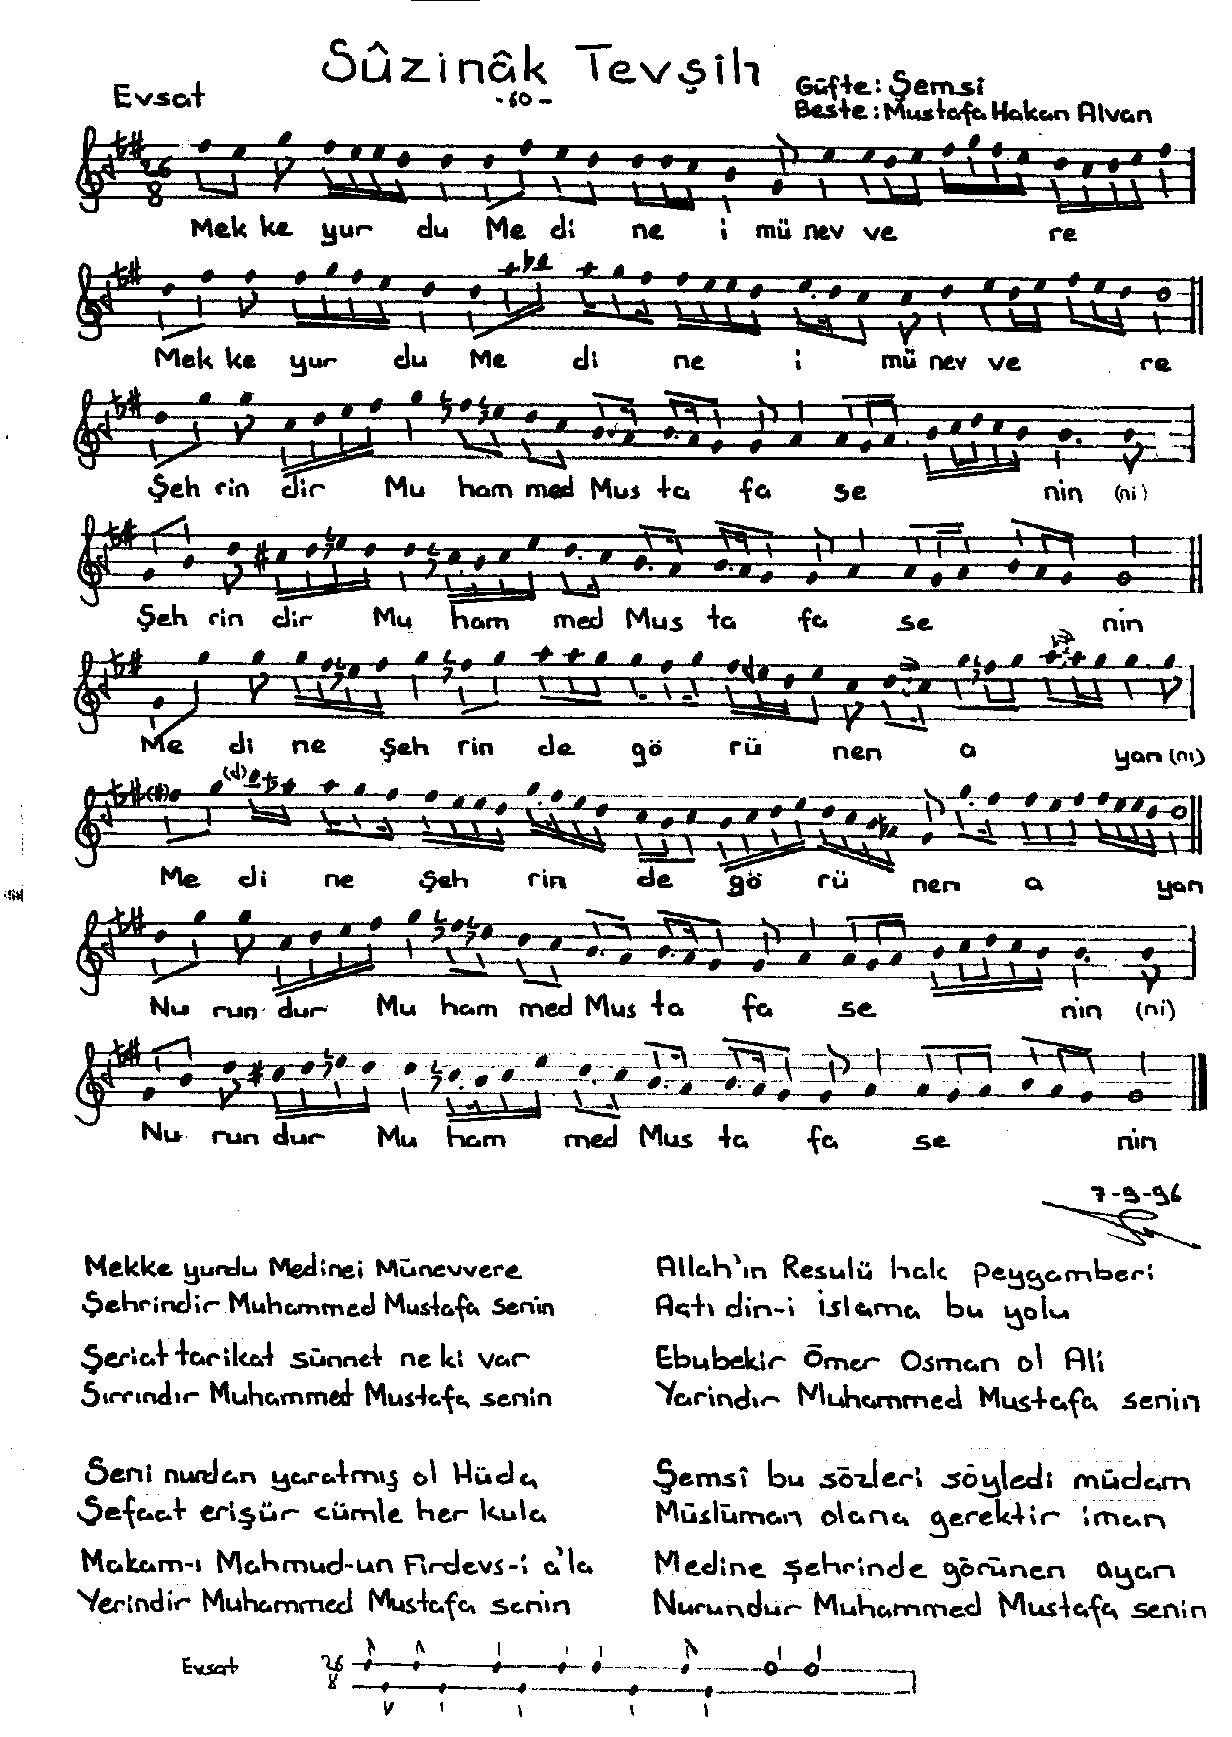 Sûzinâk Tevşih
Evsat
-60-
Güfte: Şemsî
Beste: Mustafa Hakan Alvan
26
8
Mek ke yur du Me di ne i mü nev ve re
Mek ke yur du Me di ne i mü nev ve re
Şeh rin dir Mu ham med Mus ta fa se nin (ni)
Şeh rin dir Mu ham med Mus ta fa se nin
Me di ne şeh rin de gö rü nen a yan (nı)
Me di ne şeh rin de gö rü nen a yan
Nu run dur Mu ham med Mus ta fa se nin (ni)
Nu run dur Mu ham med Mus ta fa se nin
7-9-96
Mekke yurdu Medinei Münevvere
Şehrindir Muhammed Mustafa senin
Şeriat tarikat sünnet ne ki var
Sırrındır Muhammed Mustafa senin
Seni nurdan yaratmış ol Hüda
Şefaat erişür cümle her kula
Makam-ı Mahmud-un Firdevs-i a'la
Yerindir Muhammed Mustafa senin
Allah'ın Resulü hak peygamberi
Açtı din-i islama bu yolu
Ebubekir Ömer Osman ol Ali
Yarindır Muhammed Mustafa senin
Şemsî bu sözleri söyledi müdam
Müslüman olana gerektir iman
Medine şehrinde görünen ayan
Nurundur Muhammed Mustafa senin
Evsat
26
8